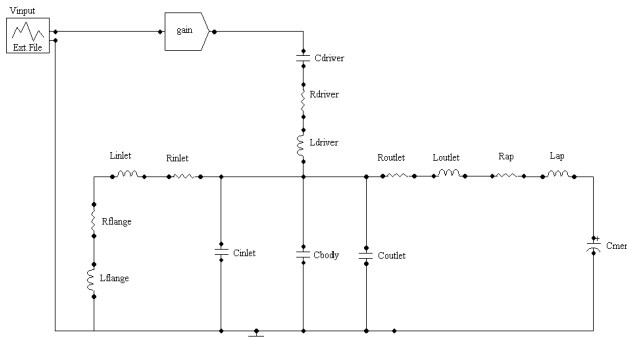 Vinput
Ext File
gain
Cdriver
Rdriver
Ldriver
Linlet
Rinlet
Routlet
Loutlet
Rap
Lap
Rflange
Lflange
Cinlet
Cbody
Coutlet
+
Cmer